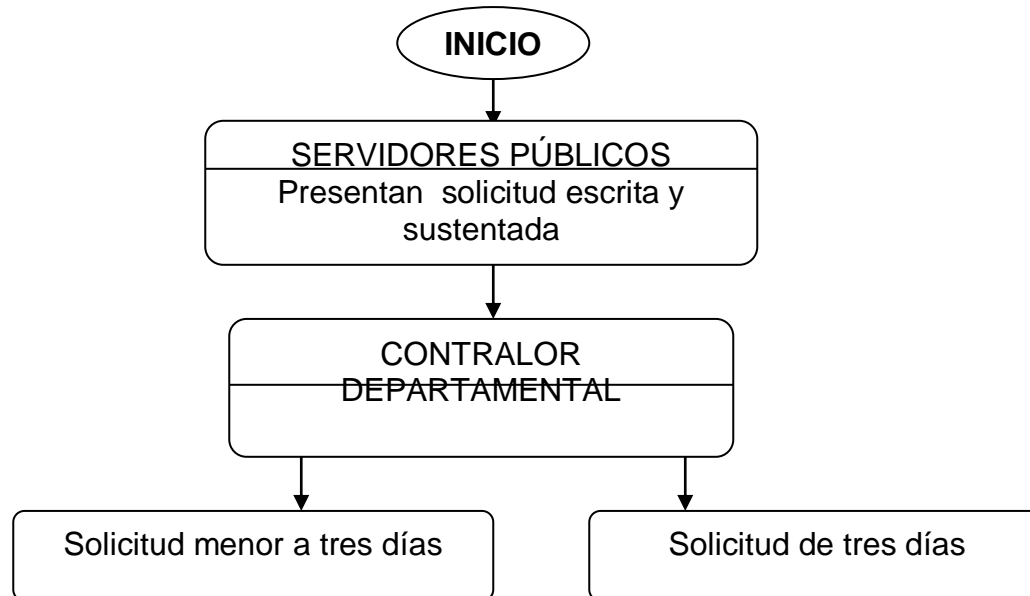 INICIO
SERVIDORES PÚBLICOS
Presentan solicitud escrita y
sustentada
CONTRALOR
DEPARTAMENTAL
Solicitud menor a tres días
Solicitud de tres días